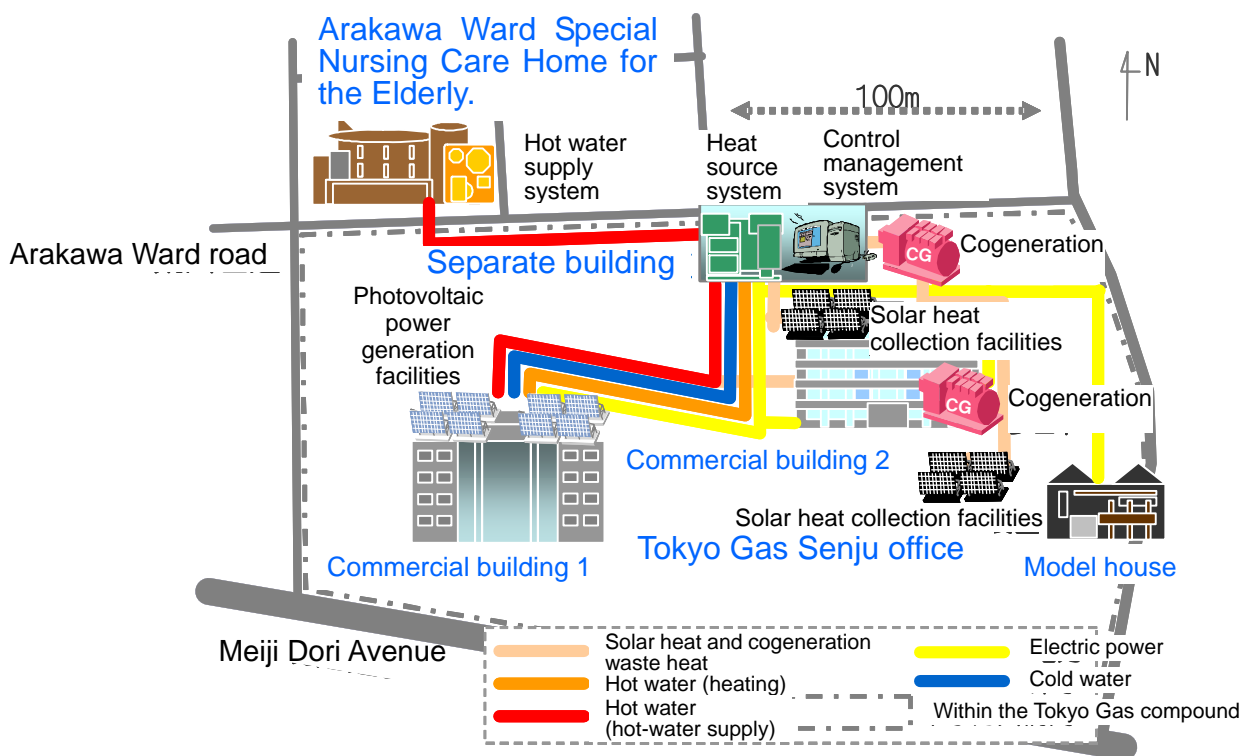 Arakawa Ward Special
Nursing Care Home for
the Elderly.
N
100m
Hot water
supply
system
Heat
source
system
Control
management
system
Arakawa Ward road
Separate building
CG
Cogeneration
Photovoltaic
power
generation
facilities
Solar heat
collection facilities
CG
Cogeneration
Commercial building 2
Solar heat collection facilities
Tokyo Gas Senju office
Commercial building 1
Model house
Meiji Dori Avenue
Solar heat and cogeneration
waste heat
Hot water (heating)
Hot water
(hot-water supply)
Electric power
Cold water
Within the Tokyo Gas compound